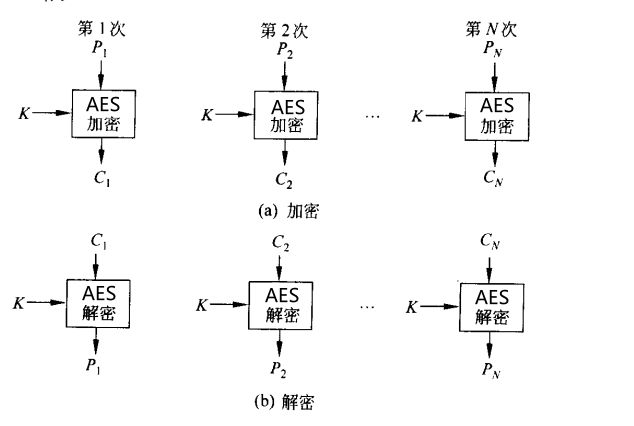 第1次 第2次 第N次
P1 P2 PN
K AES 加密 K AES 加密 … K AES 加密
C1 C2 CN
(a) 加密
C1 C2 CN
K AES 解密 K AES 解密 … K AES 解密
P1 P2 PN
(b) 解密